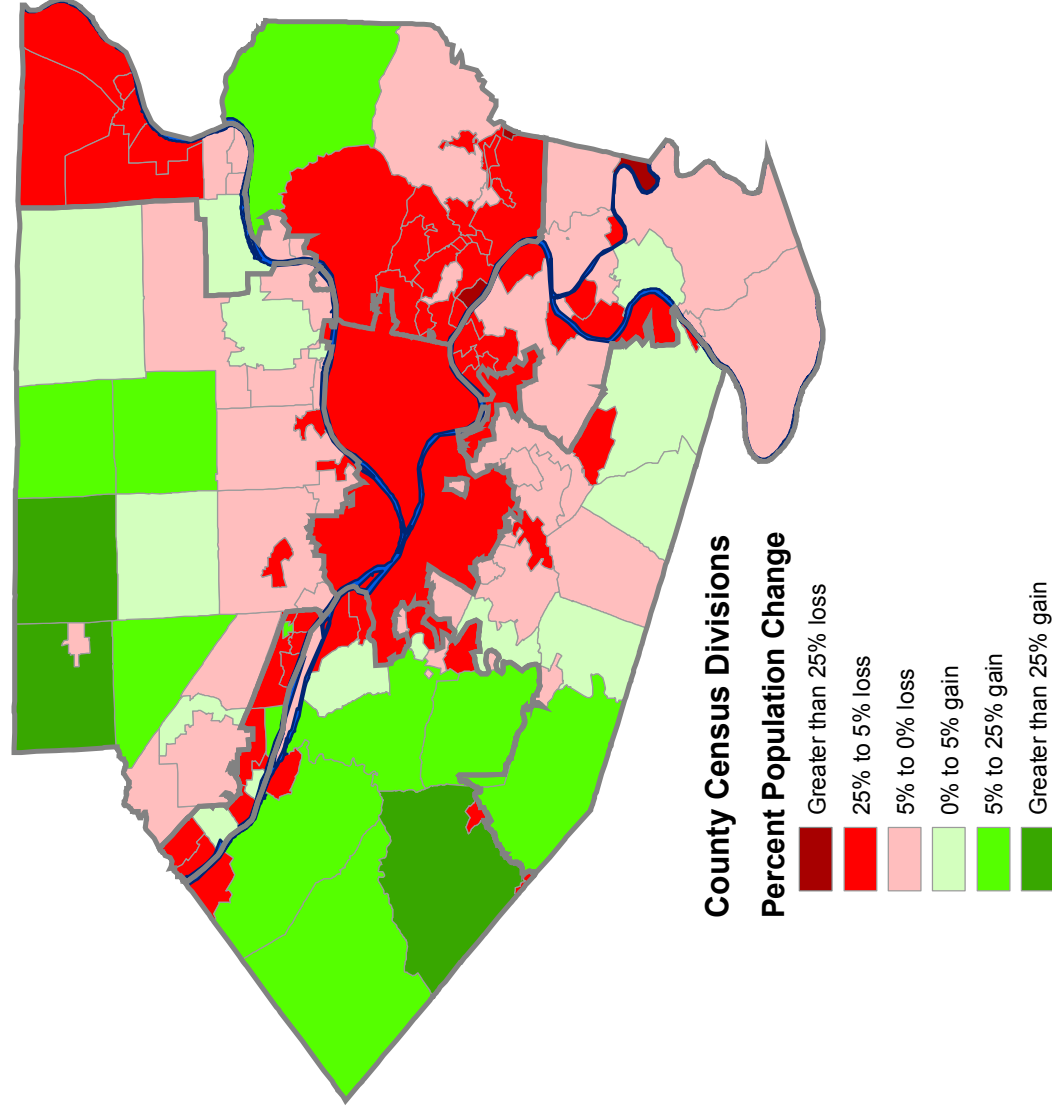 County Census Divisions
Percent Population Change
Greater than 25% loss
25% to 5% loss
5% to 0% loss
0% to 5% gain
5% to 25% gain
Greater than 25% gain